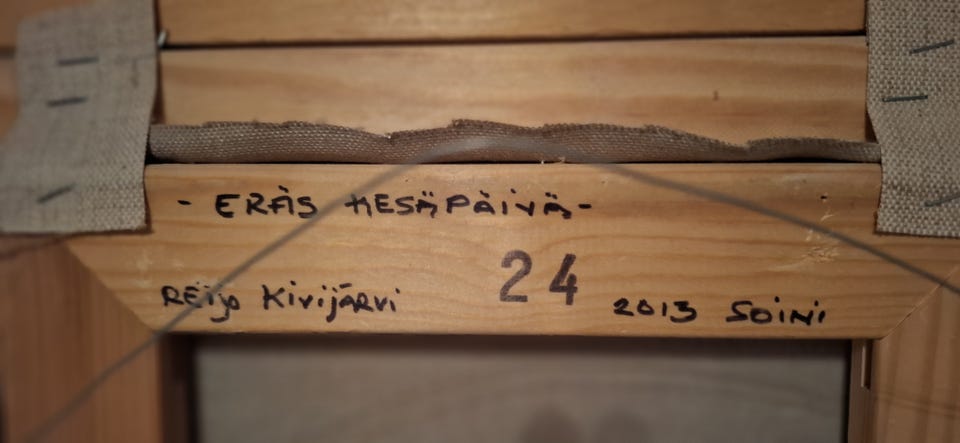 - ERÄS KESÄPÄIVÄ -
24
REijo KiviJÄRVi 2013 SOiNi